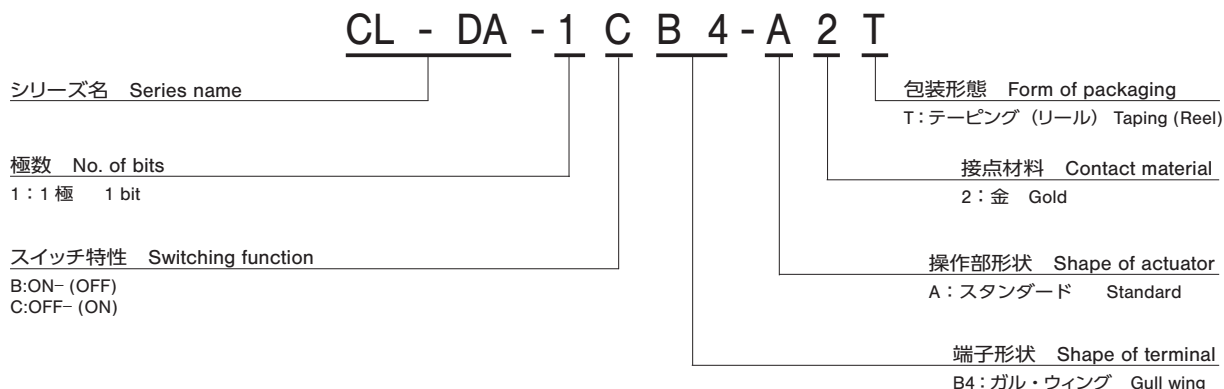 CL - DA - 1 C B 4 - A 2 T
シリーズ名 Series name
包装形態 Form of packaging
T：テーピング（リール） Taping (Reel)
極数 No. of bits
1：1 極 1 bit
接点材料 Contact material
2：金 Gold
スイッチ特性 Switching function
B:ON– (OFF)
C:OFF– (ON)
操作部形状 Shape of actuator
A：スタンダード Standard
端子形状 Shape of terminal
B4：ガル・ウィング Gull wing